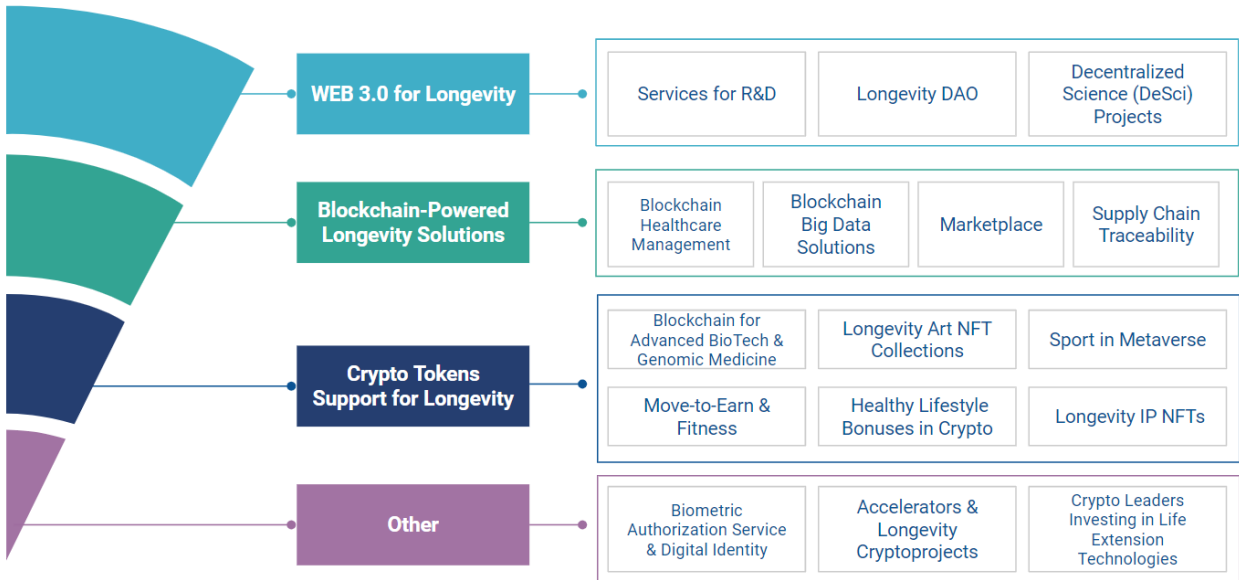 WEB 3.0 for Longevity
Services for R&D
Longevity DAO
Decentralized
Science (DeSci)
Projects
Blockchain-Powered
Longevity Solutions
Blockchain
Healthcare
Management
Blockchain
Big Data
Solutions
Marketplace
Supply Chain
Traceability
Crypto Tokens
Support for Longevity
Blockchain for
Advanced BioTech &
Genomic Medicine
Longevity Art NFT
Collections
Sport in Metaverse
Move-to-Earn &
Fitness
Healthy Lifestyle
Bonuses in Crypto
Longevity IP NFTs
Other
Biometric
Authorization Service
& Digital Identity
Accelerators &
Longevity
Cryptoprojects
Crypto Leaders
Investing in Life
Extension
Technologies